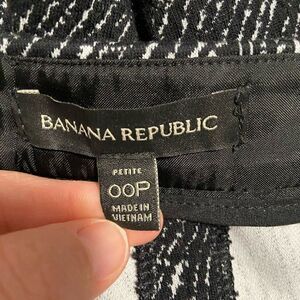 BANANA REPUBLIC
PETITE
00P
MADE IN
VIETNAM